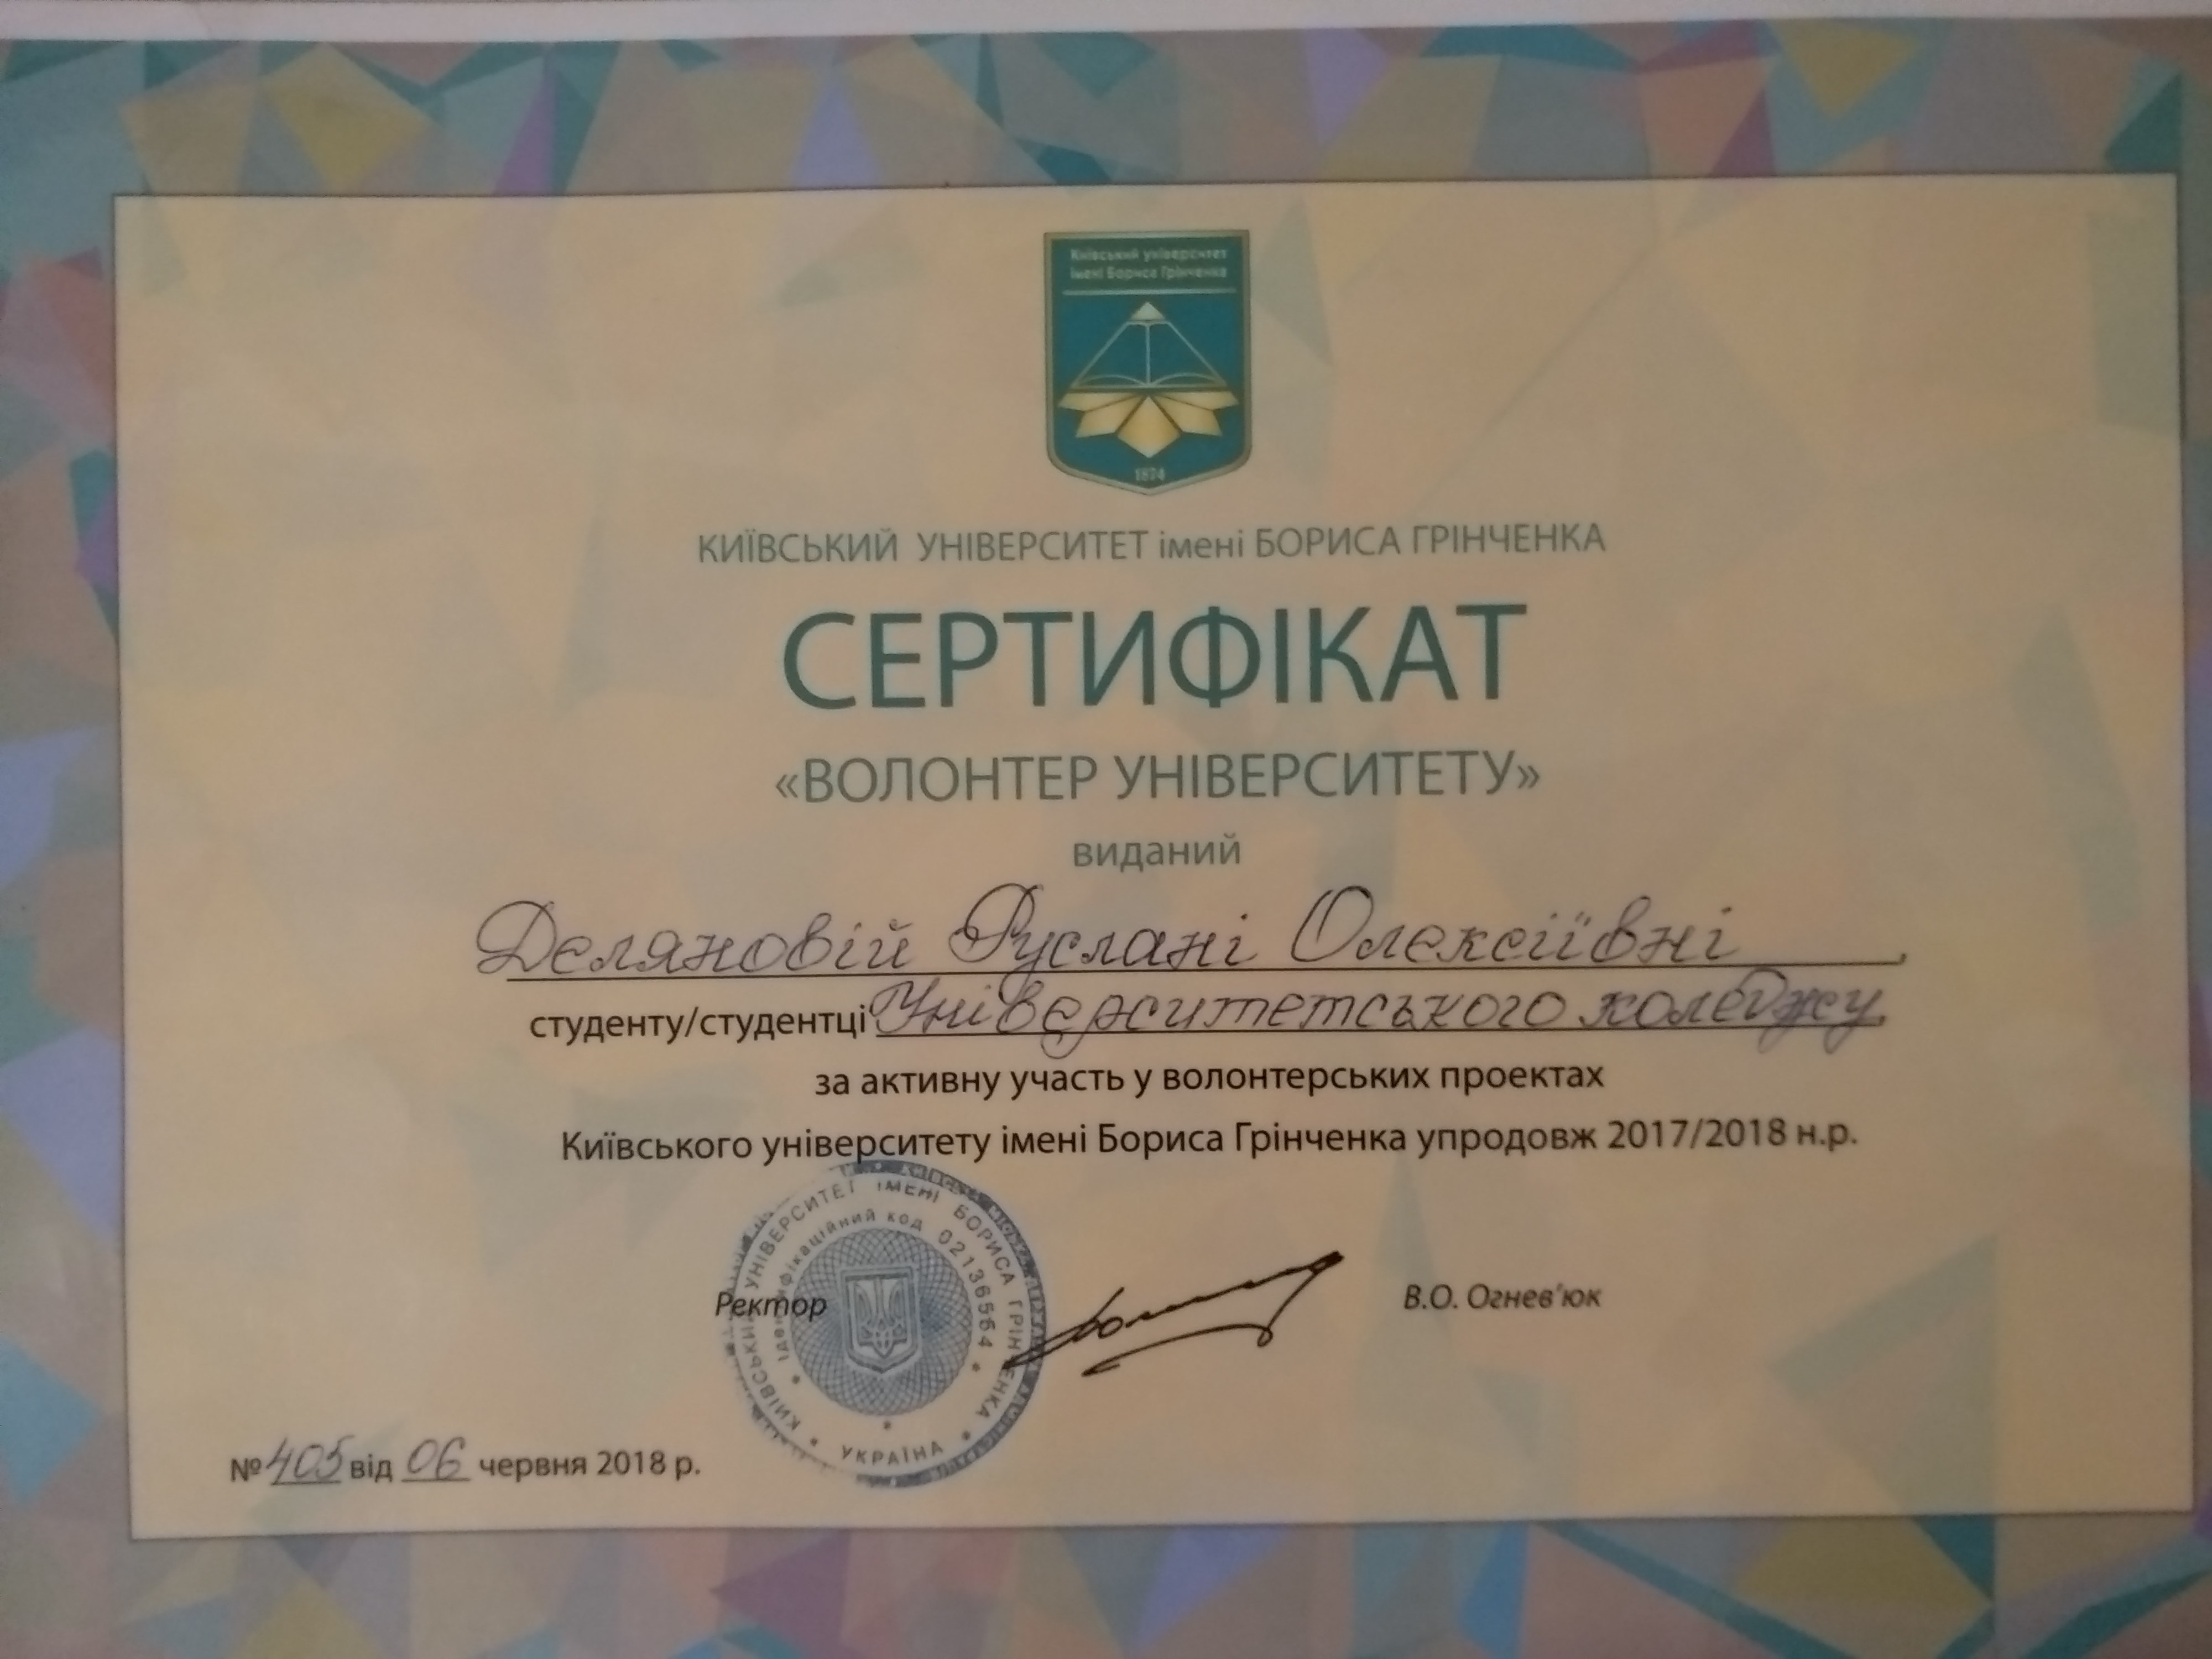 Київський університет
імені Бориса Грінченка
1874
КИЇВСЬКИЙ УНІВЕРСИТЕТ імені БОРИСА ГРІНЧЕНКА
СЕРТИФІКАТ
«ВОЛОНТЕР УНІВЕРСИТЕТУ»
виданий
Деляновій Руслані Олексіївні,
студенту/студентці Університетського коледжу,
за активну участь у волонтерських проектах
Київського університету імені Бориса Грінченка упродовж 2017/2018 н.р.
КИЇВСЬКИЙ УНІВЕРСИТЕТ ІМЕНІ БОРИСА ГРІНЧЕНКА
Ідентифікаційний код 02136554
УКРАЇНА
Ректор В.О. Огнев'юк
№ 405 від 06 червня 2018 р.